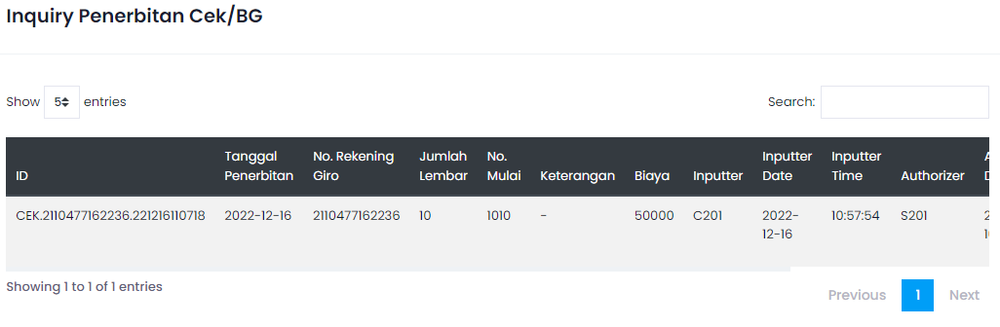 Inquiry Penerbitan Cek/BG
Show 5 entries Search:
ID Tanggal Penerbitan No. Rekening Giro Jumlah Lembar No. Mulai Keterangan Biaya Inputter Inputter Date Inputter Time Authorizer
CEK.2110477162236.221216110718 2022-12-16 2110477162236 10 1010 - 50000 C201 2022-12-16 10:57:54 S201
Showing 1 to 1 of 1 entries
Previous 1 Next